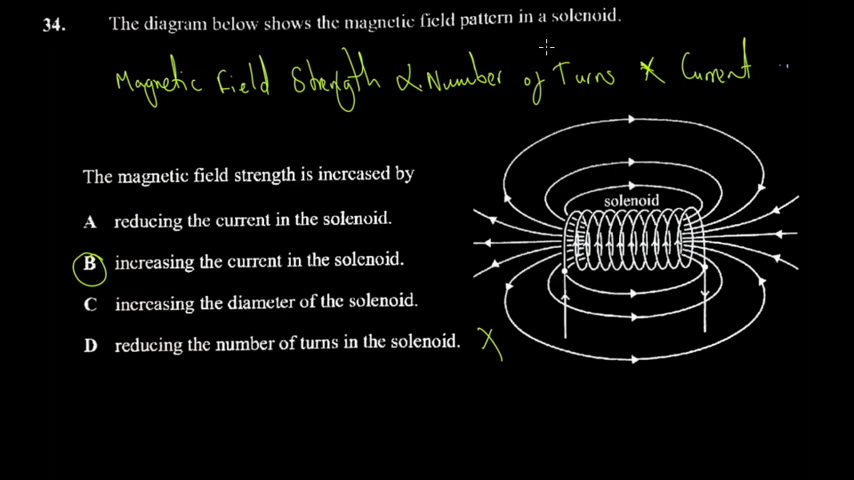 34. The diagram below shows the magnetic field pattern in a solenoid.
Magnetic Field Strength α Number of Turns × Current
The magnetic field strength is increased by
solenoid
A reducing the current in the solenoid.
B increasing the current in the solenoid.
C increasing the diameter of the solenoid.
D reducing the number of turns in the solenoid. X